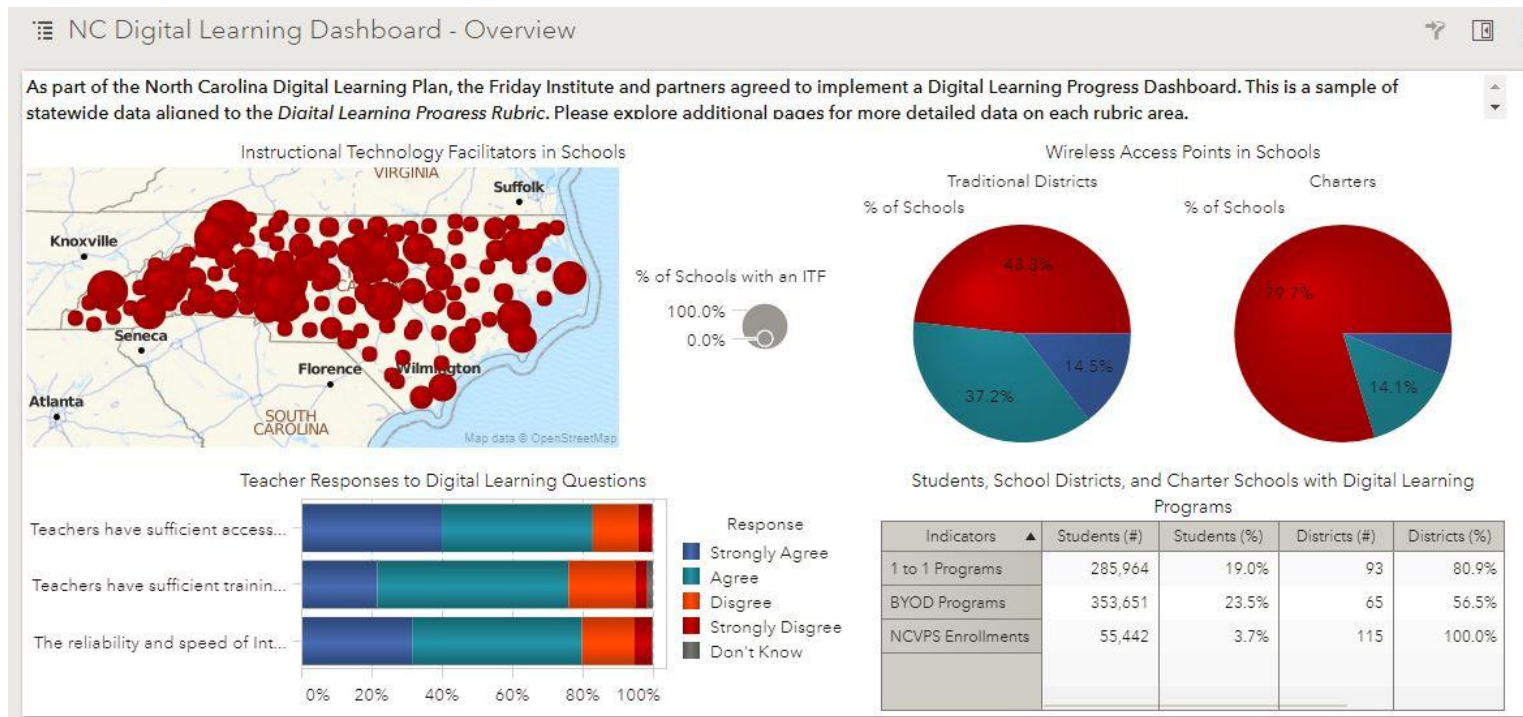 NC Digital Learning Dashboard - Overview
As part of the North Carolina Digital Learning Plan, the Friday Institute and partners agreed to implement a Digital Learning Progress Dashboard. This is a sample of
statewide data aligned to the Digital Learning Progress Rubric. Please explore additional pages for more detailed data on each rubric area.
Instructional Technology Facilitators in Schools
VIRGINIA
Suffolk
Knoxville
Seneca
Florence
Wilmington
Atlanta
SOUTH
CAROLINA
Map data © OpenStreetMap
% of Schools with an ITF
100.0%
0.0%
Wireless Access Points in Schools
Traditional Districts
% of Schools
48.3%
37.2%
14.5%
Charters
% of Schools
79.7%
14.1%
Teacher Responses to Digital Learning Questions
Teachers have sufficient access...
Teachers have sufficient trainin...
The reliability and speed of Int...
0% 20% 40% 60% 80% 100%
Response
Strongly Agree
Agree
Disgree
Strongly Disgree
Don't Know
Students, School Districts, and Charter Schools with Digital Learning
Programs
Indicators Students (#) Students (%) Districts (#) Districts (%)
1 to 1 Programs 285,964 19.0% 93 80.9%
BYOD Programs 353,651 23.5% 65 56.5%
NCVPS Enrollments 55,442 3.7% 115 100.0%